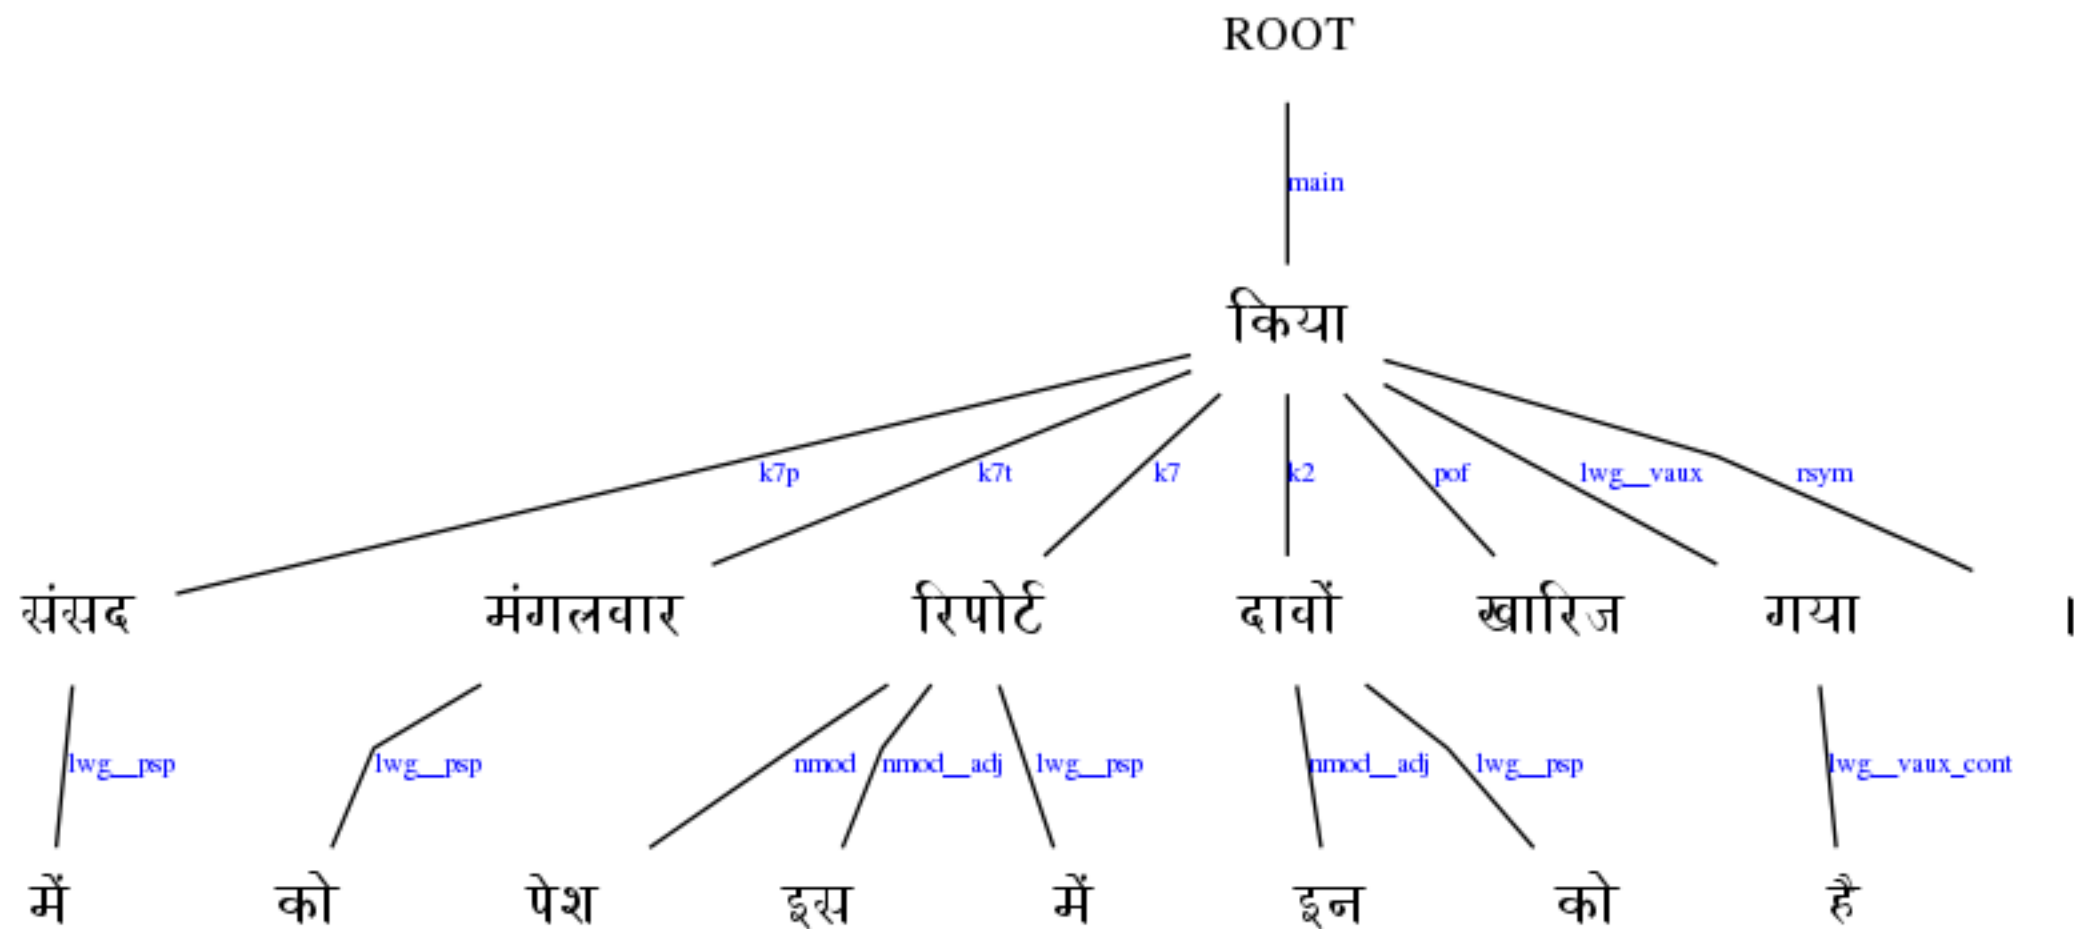 ROOT
main
किया
k7p k7t k7 k2 pof lwg__vaux rsym
संसद मंगलवार रिपोर्ट दावों खारिज गया ।
lwg__psp lwg__psp nmod nmod__adj lwg__psp nmod__adj lwg__psp lwg__vaux_cont
में को पेश इस में इन को है